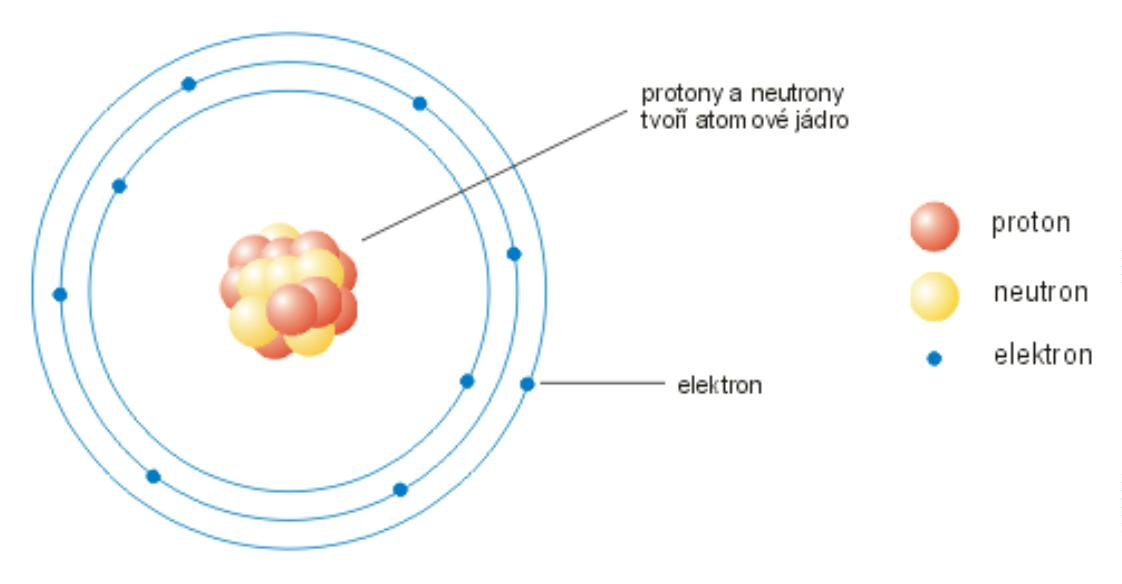 protony a neutrony
tvoří atomové jádro
proton
neutron
elektron
elektron